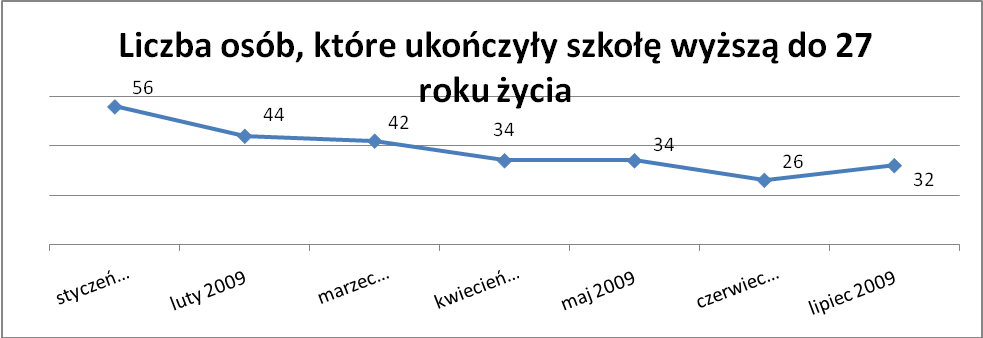 Liczba osób, które ukończyły szkołę wyższą do 27
roku życia
56
44
42
34
34
26
32
styczeń...
luty 2009
marzec...
kwiecień...
maj 2009
czerwiec...
lipiec 2009